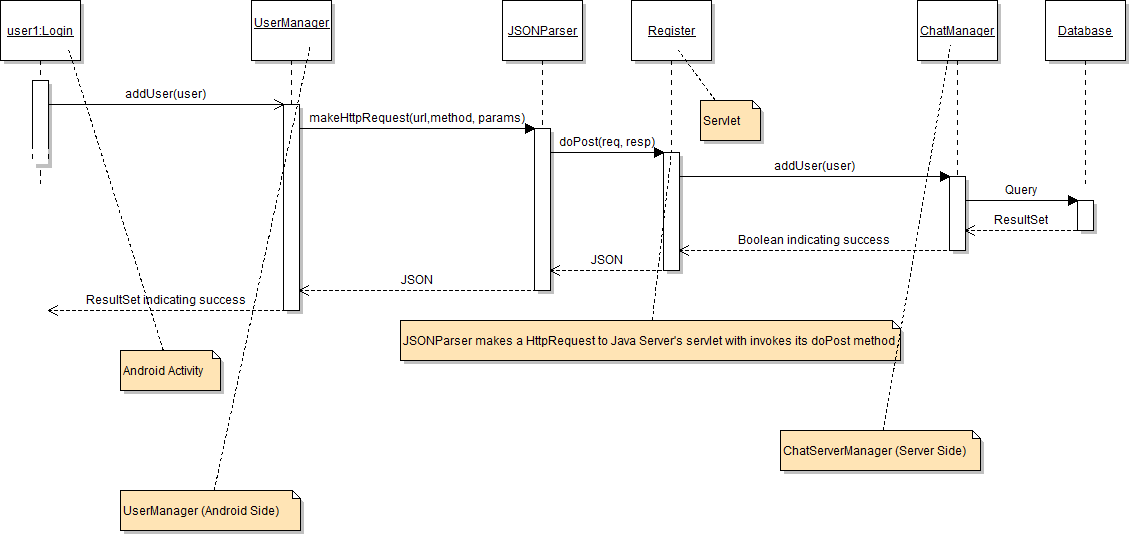 user1:Login
UserManager
JSONParser
Register
ChatManager
Database
addUser(user)
makeHttpRequest(url,method, params)
Servlet
doPost(req, resp)
addUser(user)
Query
ResultSet
Boolean indicating success
JSON
JSON
ResultSet indicating success
JSONParser makes a HttpRequest to Java Server's servlet with invokes its doPost method
Android Activity
ChatServerManager (Server Side)
UserManager (Android Side)